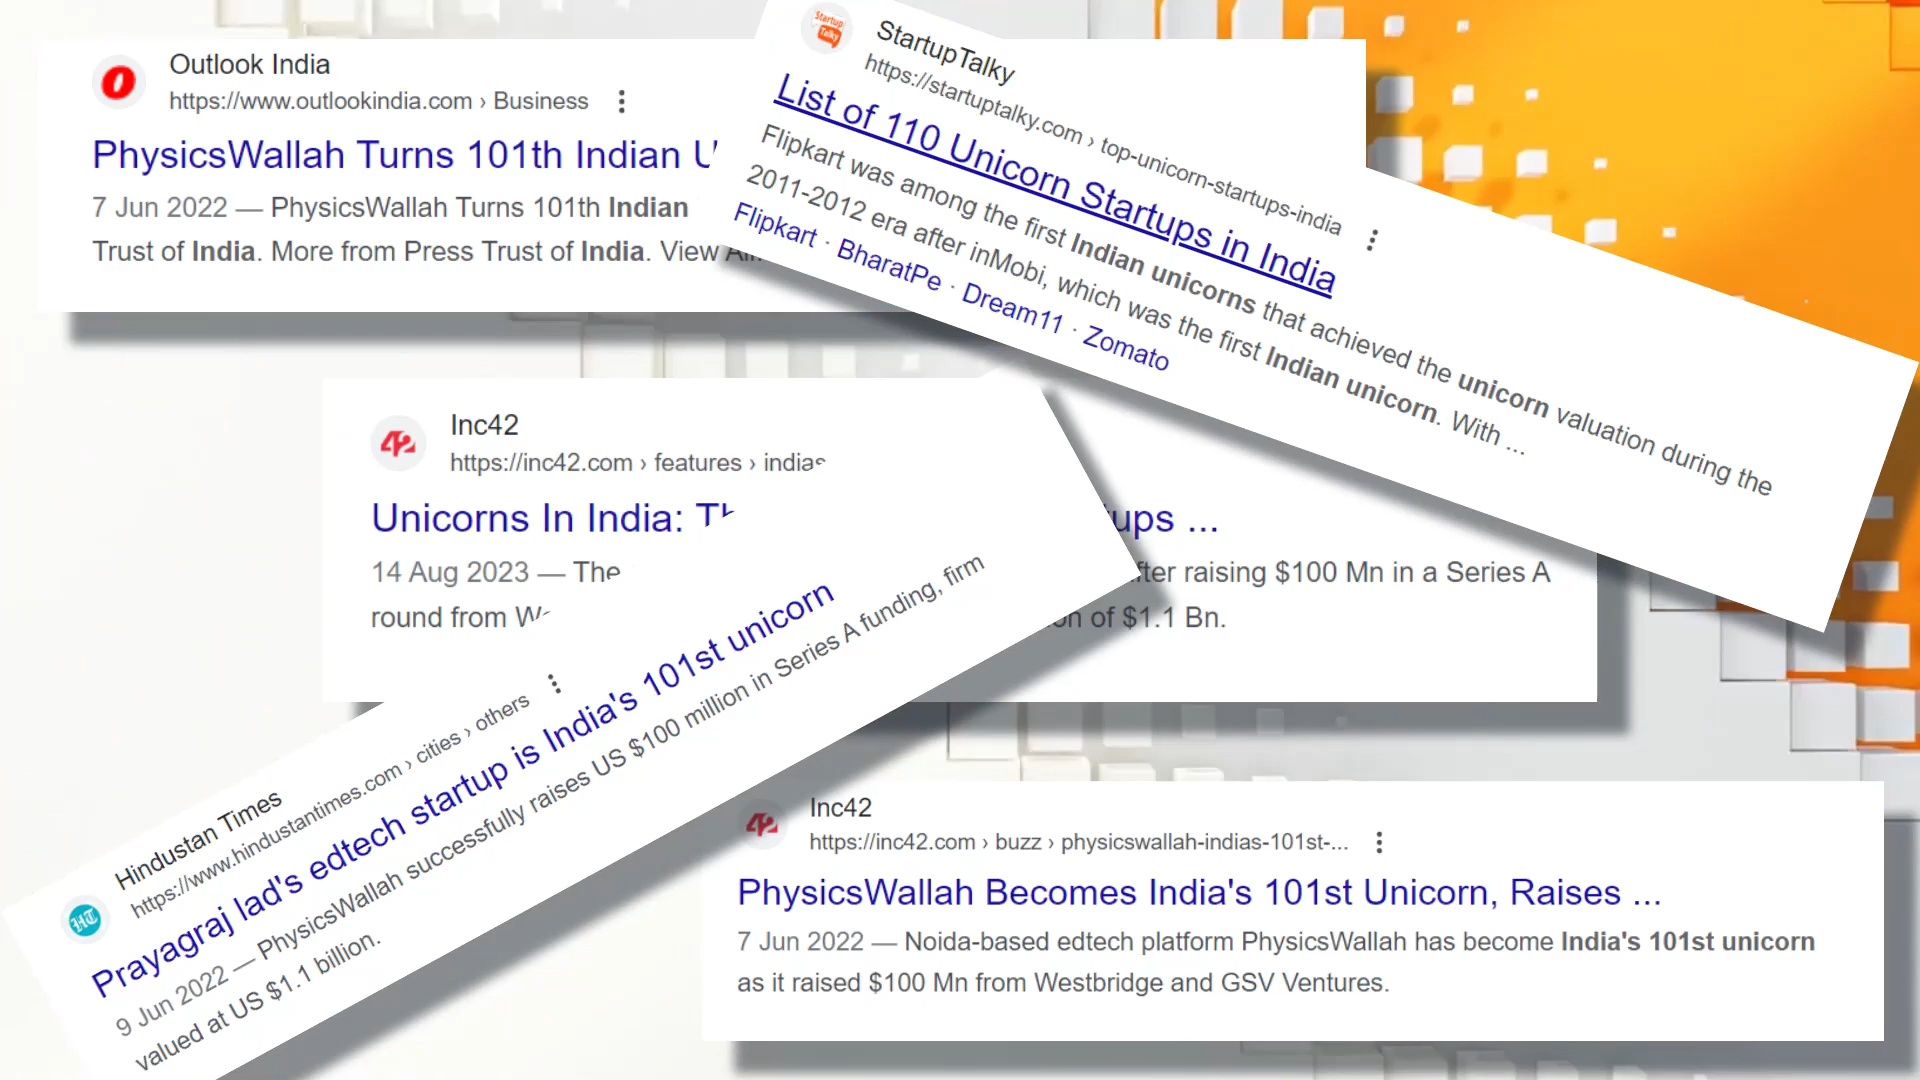 Outlook India
https://www.outlookindia.com › Business
PhysicsWallah Turns 101th Indian
7 Jun 2022 — PhysicsWallah Turns 101th Indian
Trust of India. More from Press Trust of India. View
Startup
Talky
StartupTalky
https://startuptalky.com › top-unicorn-startups-india
List of 110 Unicorn Startups in India
Flipkart was among the first Indian unicorns that achieved the unicorn valuation during the
2011-2012 era after inMobi, which was the first Indian unicorn. With ...
Flipkart · BharatPe · Dream11 · Zomato
42
Inc42
https://inc42.com › features › indias
Unicorns In India: ...
14 Aug 2023 — The after raising $100 Mn in a Series A
round from of $1.1 Bn.
HT
Hindustan Times
https://www.hindustantimes.com › cities › others
Prayagraj lad's edtech startup is India's 101st unicorn
9 Jun 2022 — PhysicsWallah successfully raises US $100 million in Series A funding, firm
valued at US $1.1 billion.
42
Inc42
https://inc42.com › buzz › physicswallah-indias-101st-...
PhysicsWallah Becomes India's 101st Unicorn, Raises ...
7 Jun 2022 — Noida-based edtech platform PhysicsWallah has become India's 101st unicorn
as it raised $100 Mn from Westbridge and GSV Ventures.